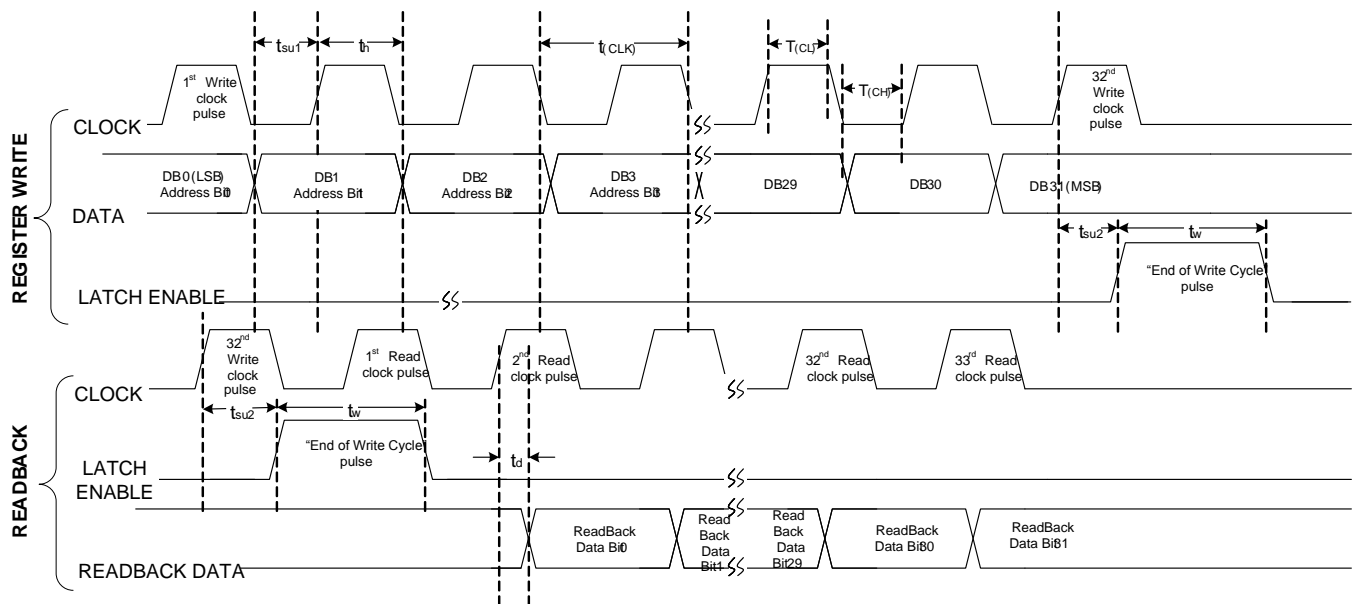 tsu1
th
t(CLK)
T(CL)
T(CH)
1st Write
clock
pulse
32nd
Write
clock
pulse
REGISTER WRITE
CLOCK
DB0 (LSB)
Address Bit0
DB1
Address Bit1
DB2
Address Bit2
DB3
Address Bit3
DB29
DB30
DB31 (MSB)
DATA
tsu2
tw
"End of Write Cycle
pulse
LATCH ENABLE
READBACK
32nd
Write
clock
pulse
1st Read
clock pulse
2nd Read
clock pulse
32nd Read
clock pulse
33rd Read
clock pulse
CLOCK
tsu2
tw
"End of Write Cycle
pulse
td
LATCH
ENABLE
ReadBack
Data Bit0
Read
Back
Data
Bit1
Read
Back
Data
Bit29
ReadBack
Data Bit30
ReadBack
Data Bit31
READBACK DATA